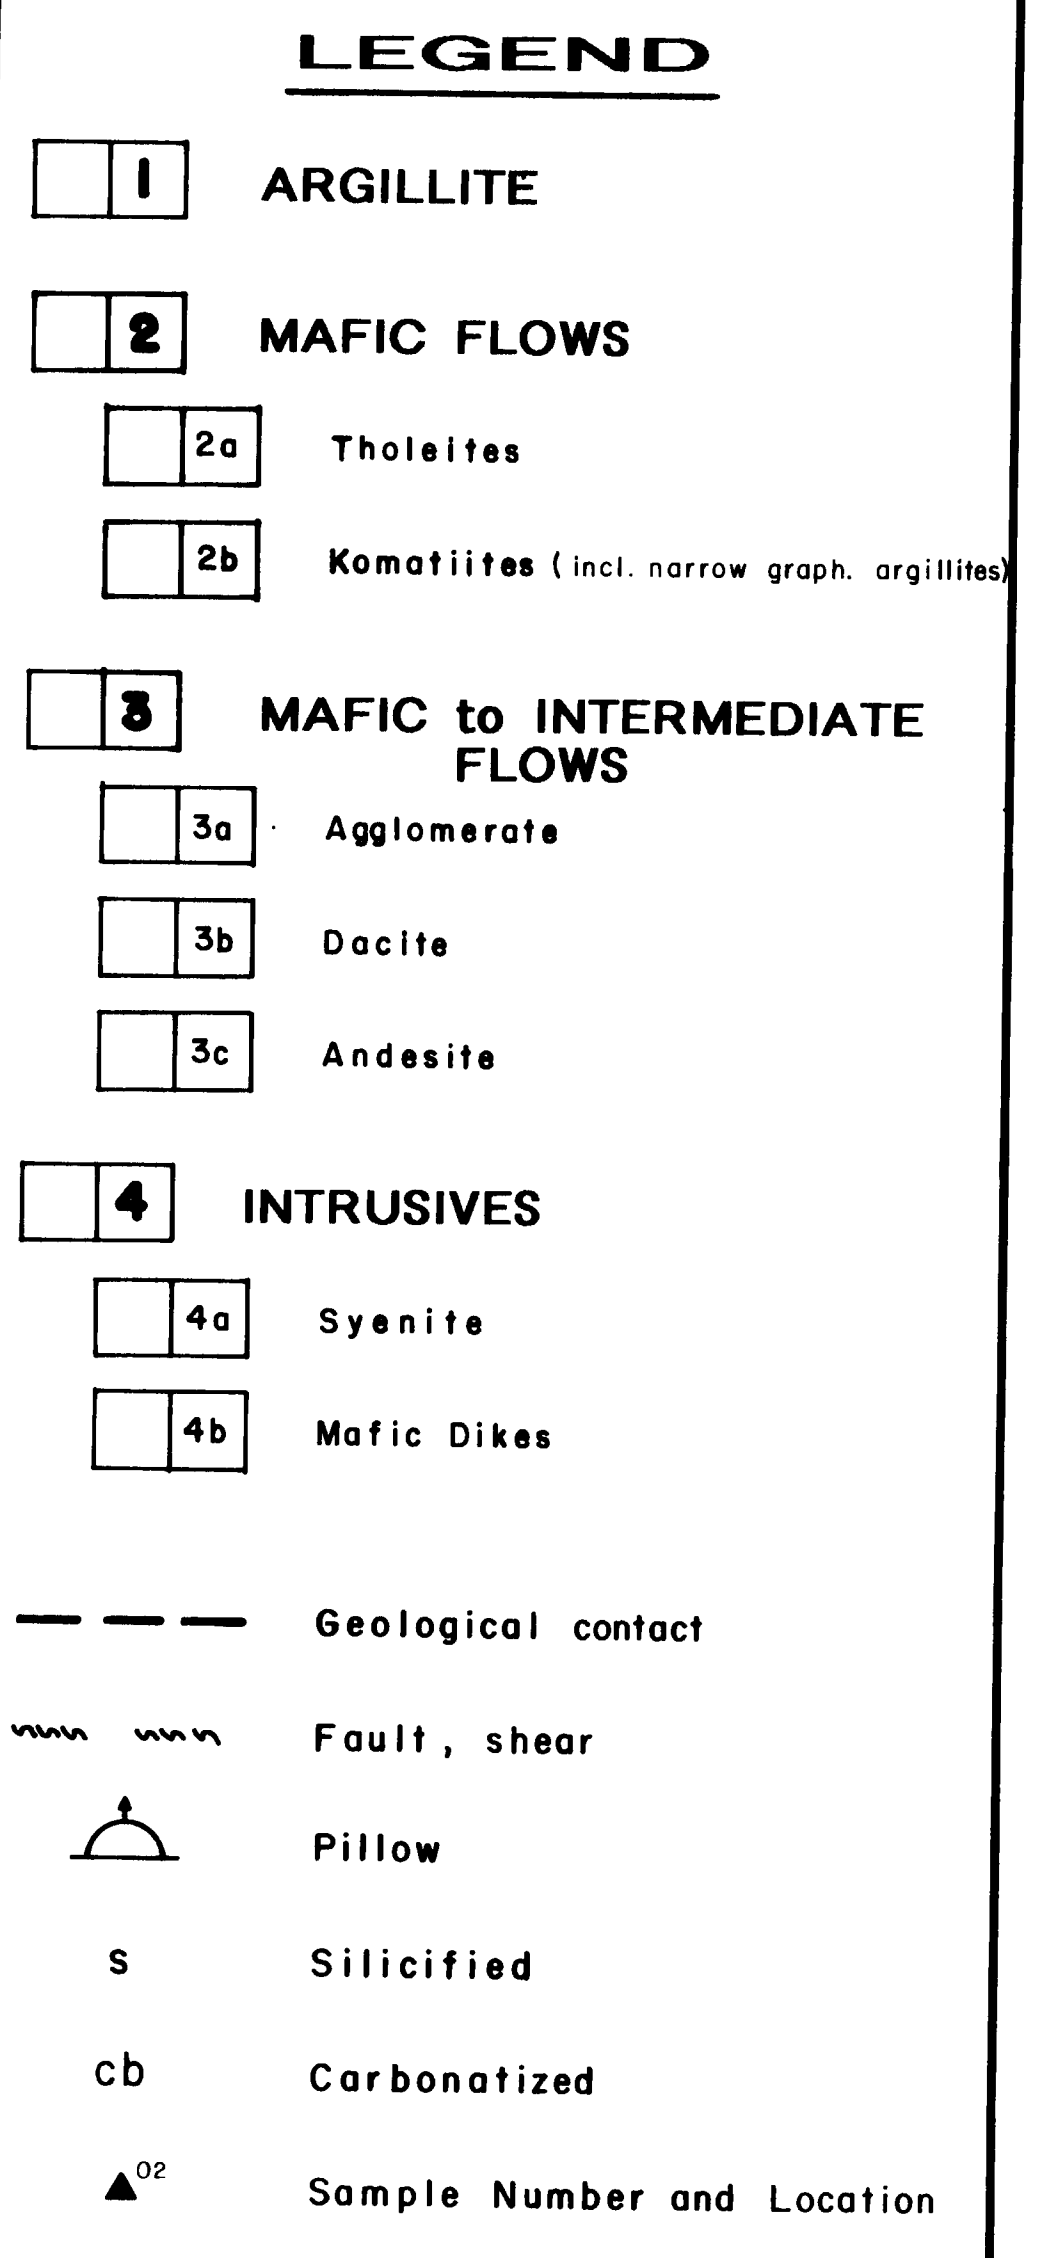 LEGEND
1 ARGILLITE
2 MAFIC FLOWS
2a Tholeites
2b Komatiites (incl. narrow graph. argillites)
3 MAFIC to INTERMEDIATE
FLOWS
3a Agglomerate
3b Dacite
3c Andesite
4 INTRUSIVES
4a Syenite
4b Mafic Dikes
Geological contact
Fault, shear
Pillow
s Silicified
cb Carbonatized
02 Sample Number and Location